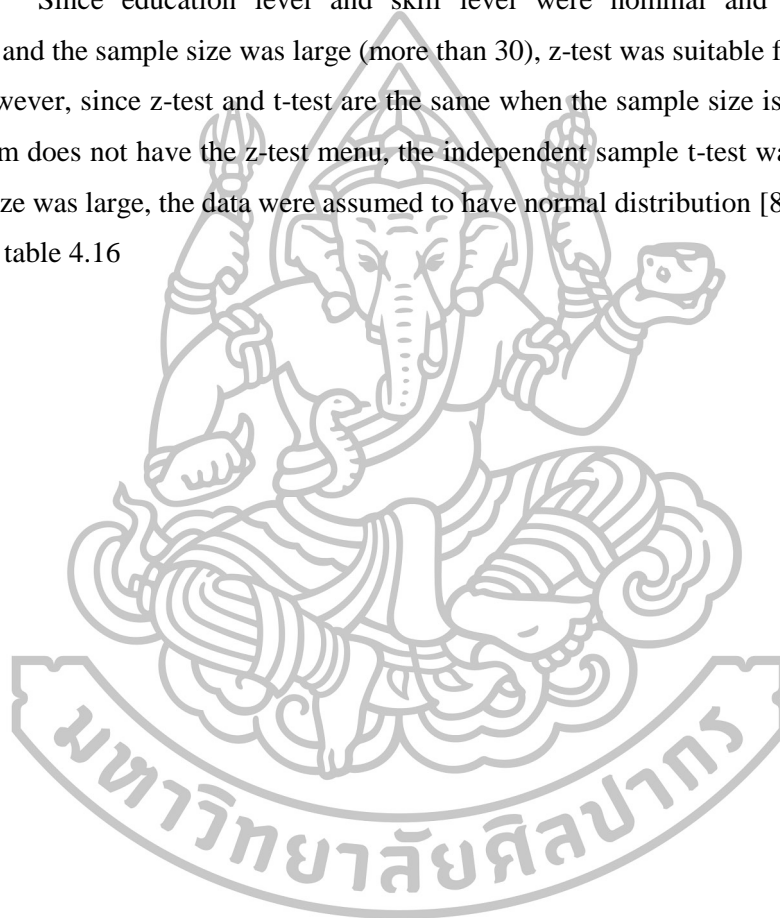 Since education level and skill level were nominal and
and the sample size was large (more than 30), z-test was suitable f
wever, since z-test and t-test are the same when the sample size is
m does not have the z-test menu, the independent sample t-test wa
ze was large, the data were assumed to have normal distribution [8
table 4.16
มหาวิทยาลัยศิลปากร